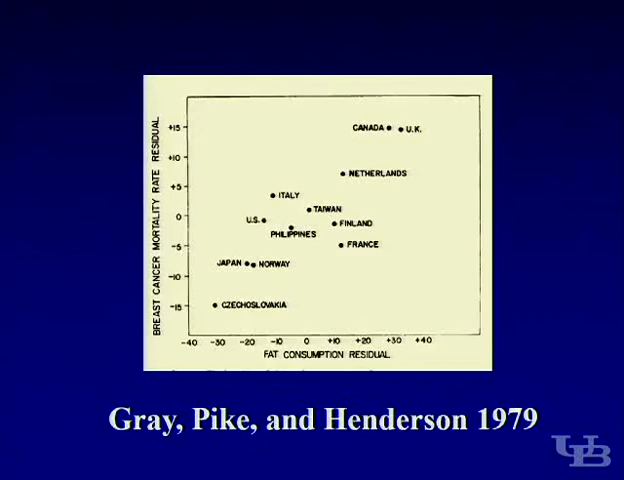 BREAST CANCER MORTALITY RATE RESIDUAL
+15
+10
+5
0
-5
-10
-15
CANADA
U.K.
NETHERLANDS
ITALY
TAIWAN
U.S.
FINLAND
PHILIPPINES
FRANCE
JAPAN
NORWAY
CZECHOSLOVAKIA
-40 -30 -20 -10 0 +10 +20 +30 +40
FAT CONSUMPTION RESIDUAL
Gray, Pike, and Henderson 1979
UB